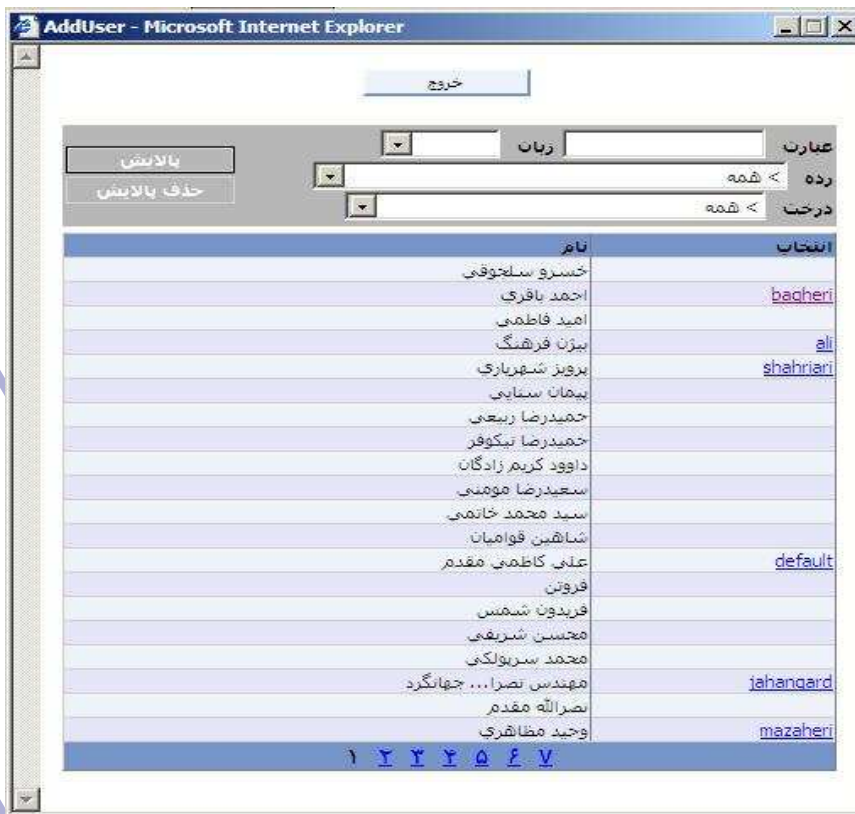 AddUser - Microsoft Internet Explorer
خروج
عبارت زبان
پالایش
رده > همه
حذف پالایش
درخت > همه
انتخاب نام
خسرو سلجوقی
bagheri احمد باقری
امید فاطمی
ali بیژن فرهنگ
shahriari پرویز شهریاری
پیمان سنایی
حمیدرضا ربیعی
حمیدرضا نیکوفر
داوود کریم زادگان
سعیدرضا مومنی
سید محمد خاتمی
شاهین قوامیان
default علی کاظمی مقدم
فروتن
فریدون شمس
محسن شریفی
محمد سریولکی
jahangard مهندس نصرا... جهانگرد
نصرالله مقدم
mazaheri وحید مظاهری
۱ ۲ ۳ ۴ ۵ ۶ ۷